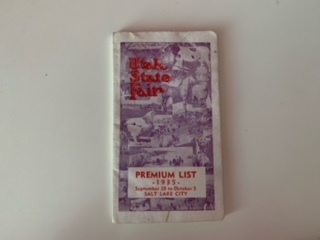 Utah
State
Fair
PREMIUM LIST
-1935-
September 28 to October 5
SALT LAKE CITY